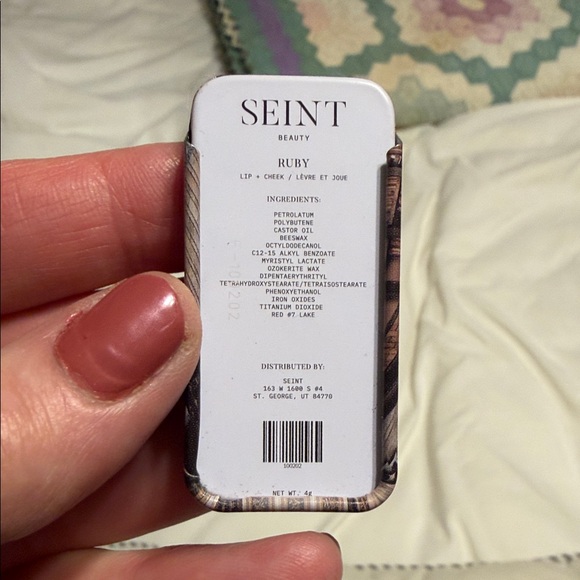 SEINT
BEAUTY
RUBY
LIP + CHEEK / LÈVRE ET JOUE
INGREDIENTS:
PETROLATUM
POLYBUTENE
CASTOR OIL
BEESWAX
OCTYLDODECANOL
C12-15 ALKYL BENZOATE
MYRISTYL LACTATE
OZOKERITE WAX
DIPENTAERYTHRITYL
TETRAHYDROXYSTEARATE/TETRAISOSTEARATE
PHENOXYETHANOL
IRON OXIDES
TITANIUM DIOXIDE
RED #7 LAKE
DISTRIBUTED BY:
SEINT
163 W 1600 S #4
ST. GEORGE, UT 84770
100202
NET WT. 4g